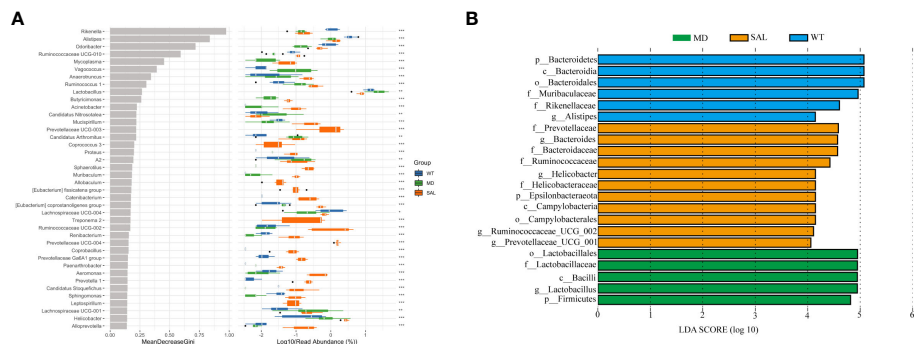 A
Rikenella
Alistipes
Odoribacter
Ruminococcaceae UCG-010
Mycoplasma
Vagococcus
Anaerotruncus
Ruminococcus 1
Lactobacillus
Butyricimonas
Acinetobacter
Candidatus Nitrosotalea
Mucispirillum
Prevotellaceae UCG-003
Candidatus Arthromitus
Coprococcus 3
Proteus
A2
Sphaerotilus
Muribaculum
Allobaculum
[Eubacterium] fissicatena group
Catenibacterium
[Eubacterium] coprostanoligenes group
Lachnospiraceae UCG-004
Treponema 2
Ruminococcaceae UCG-002
Renibacterium
Prevotellaceae UCG-004
Coprobacillus
Prevotellaceae Ga6A1 group
Paenarthrobacter
Aeromonas
Prevotella 1
Candidatus Stoquefichus
Sphingomonas
Leptospirillum
Lachnospiraceae UCG-001
Helicobacter
Alloprevotella
0.00 0.25 0.50 0.75 1.00
MeanDecreaseGini
Log10(Read Abundance (%))
Group
WT
MD
SAL
B
MD SAL WT
p__Bacteroidetes
c__Bacteroidia
o__Bacteroidales
f__Muribaculaceae
f__Rikenellaceae
g__Alistipes
f__Prevotellaceae
g__Bacteroides
f__Bacteroidaceae
f__Ruminococcaceae
g__Helicobacter
f__Helicobacteraceae
p__Epsilonbacteraeota
c__Campylobacteria
o__Campylobacterales
g__Ruminococcaceae_UCG_002
g__Prevotellaceae_UCG_001
o__Lactobacillales
f__Lactobacillaceae
c__Bacilli
g__Lactobacillus
p__Firmicutes
0 1 2 3 4 5 6
LDA SCORE (log 10)